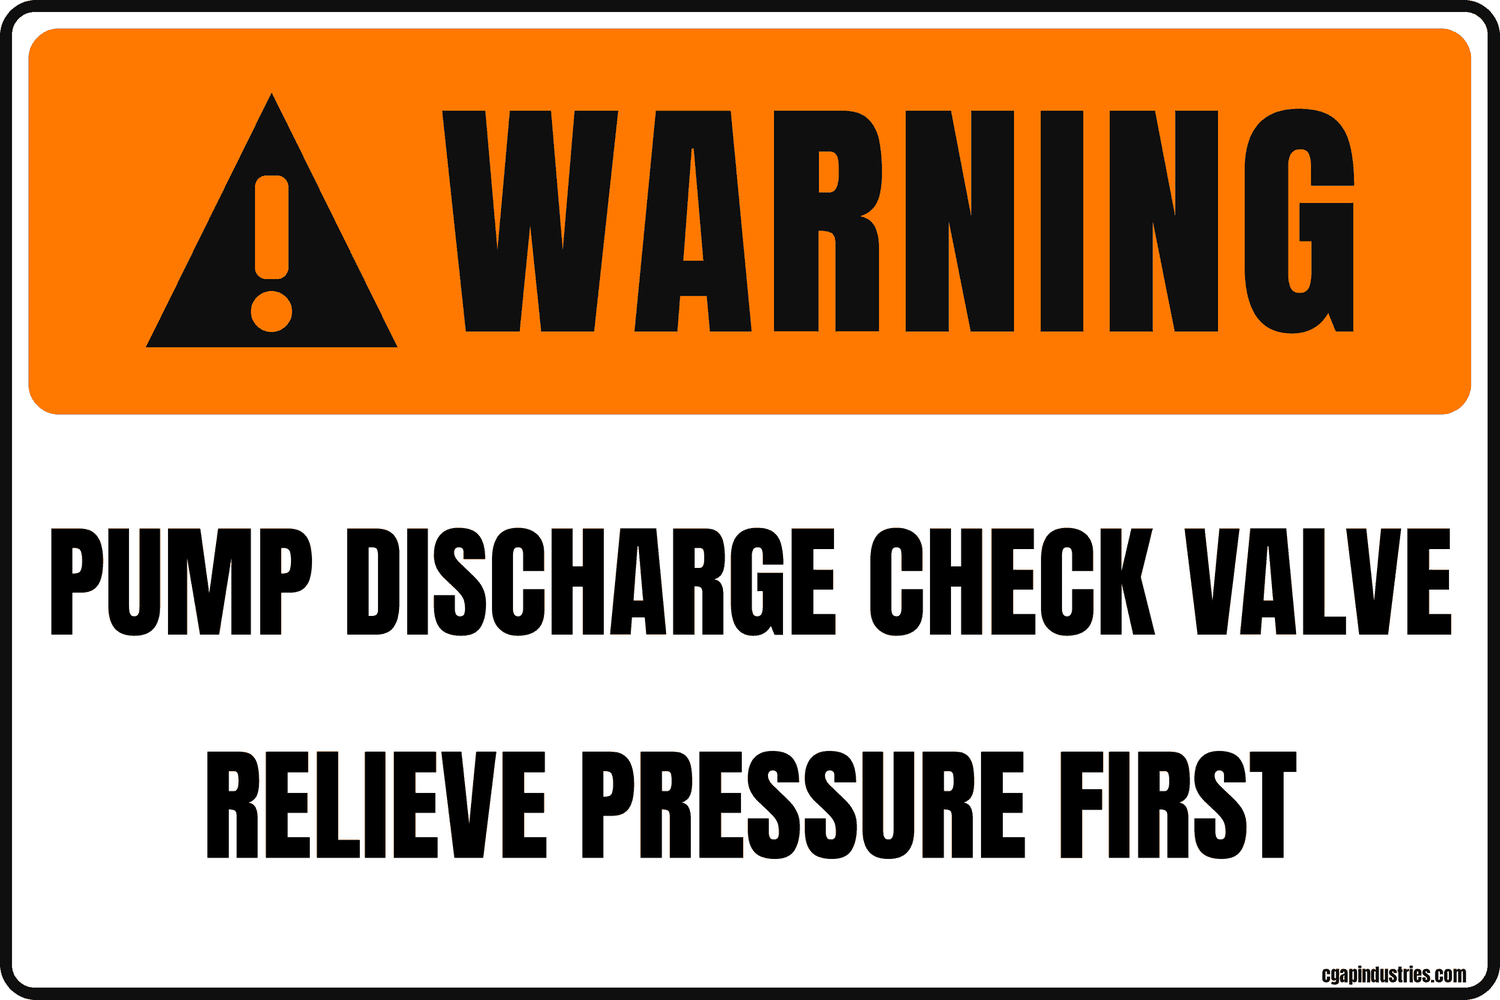 WARNING
PUMP DISCHARGE CHECK VALVE
RELIEVE PRESSURE FIRST
cgapindustries.com